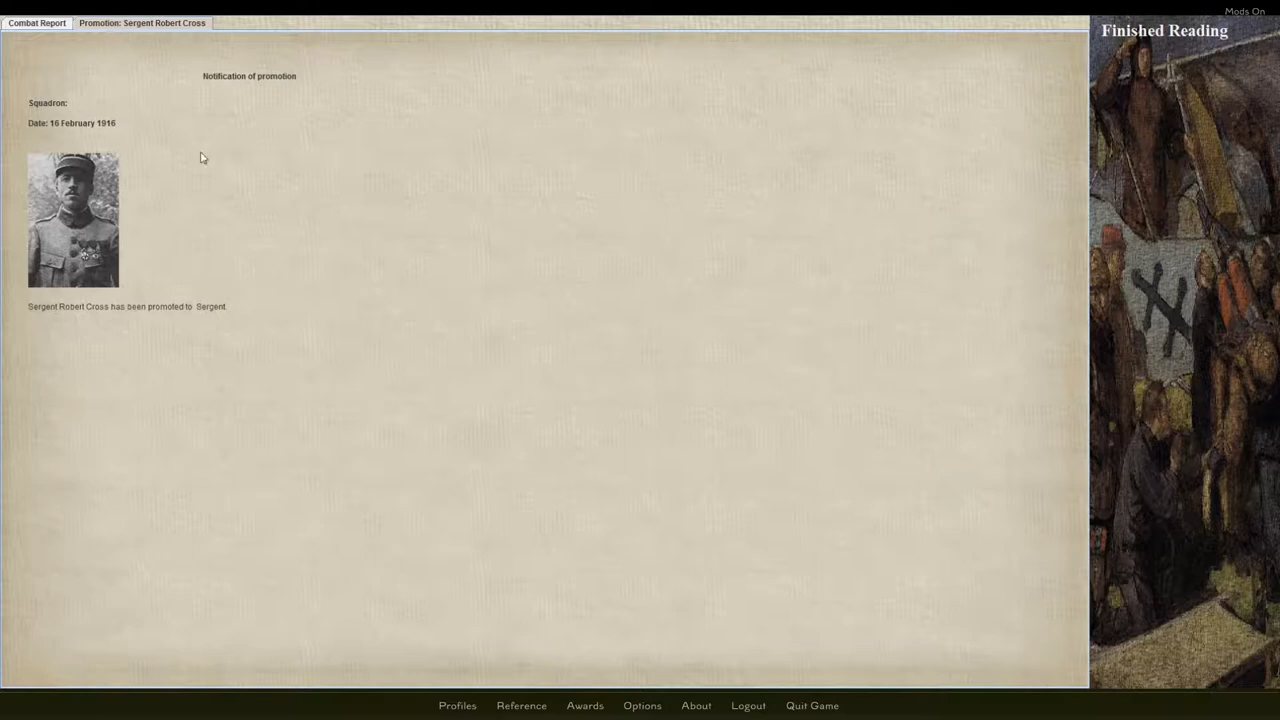 Mods On
Combat Report
Promotion: Sergent Robert Cross
Finished Reading
Notification of promotion
Squadron:
Date: 16 February 1916
Sergent Robert Cross has been promoted to  Sergent.
Profiles
Reference
Awards
Options
About
Logout
Quit Game